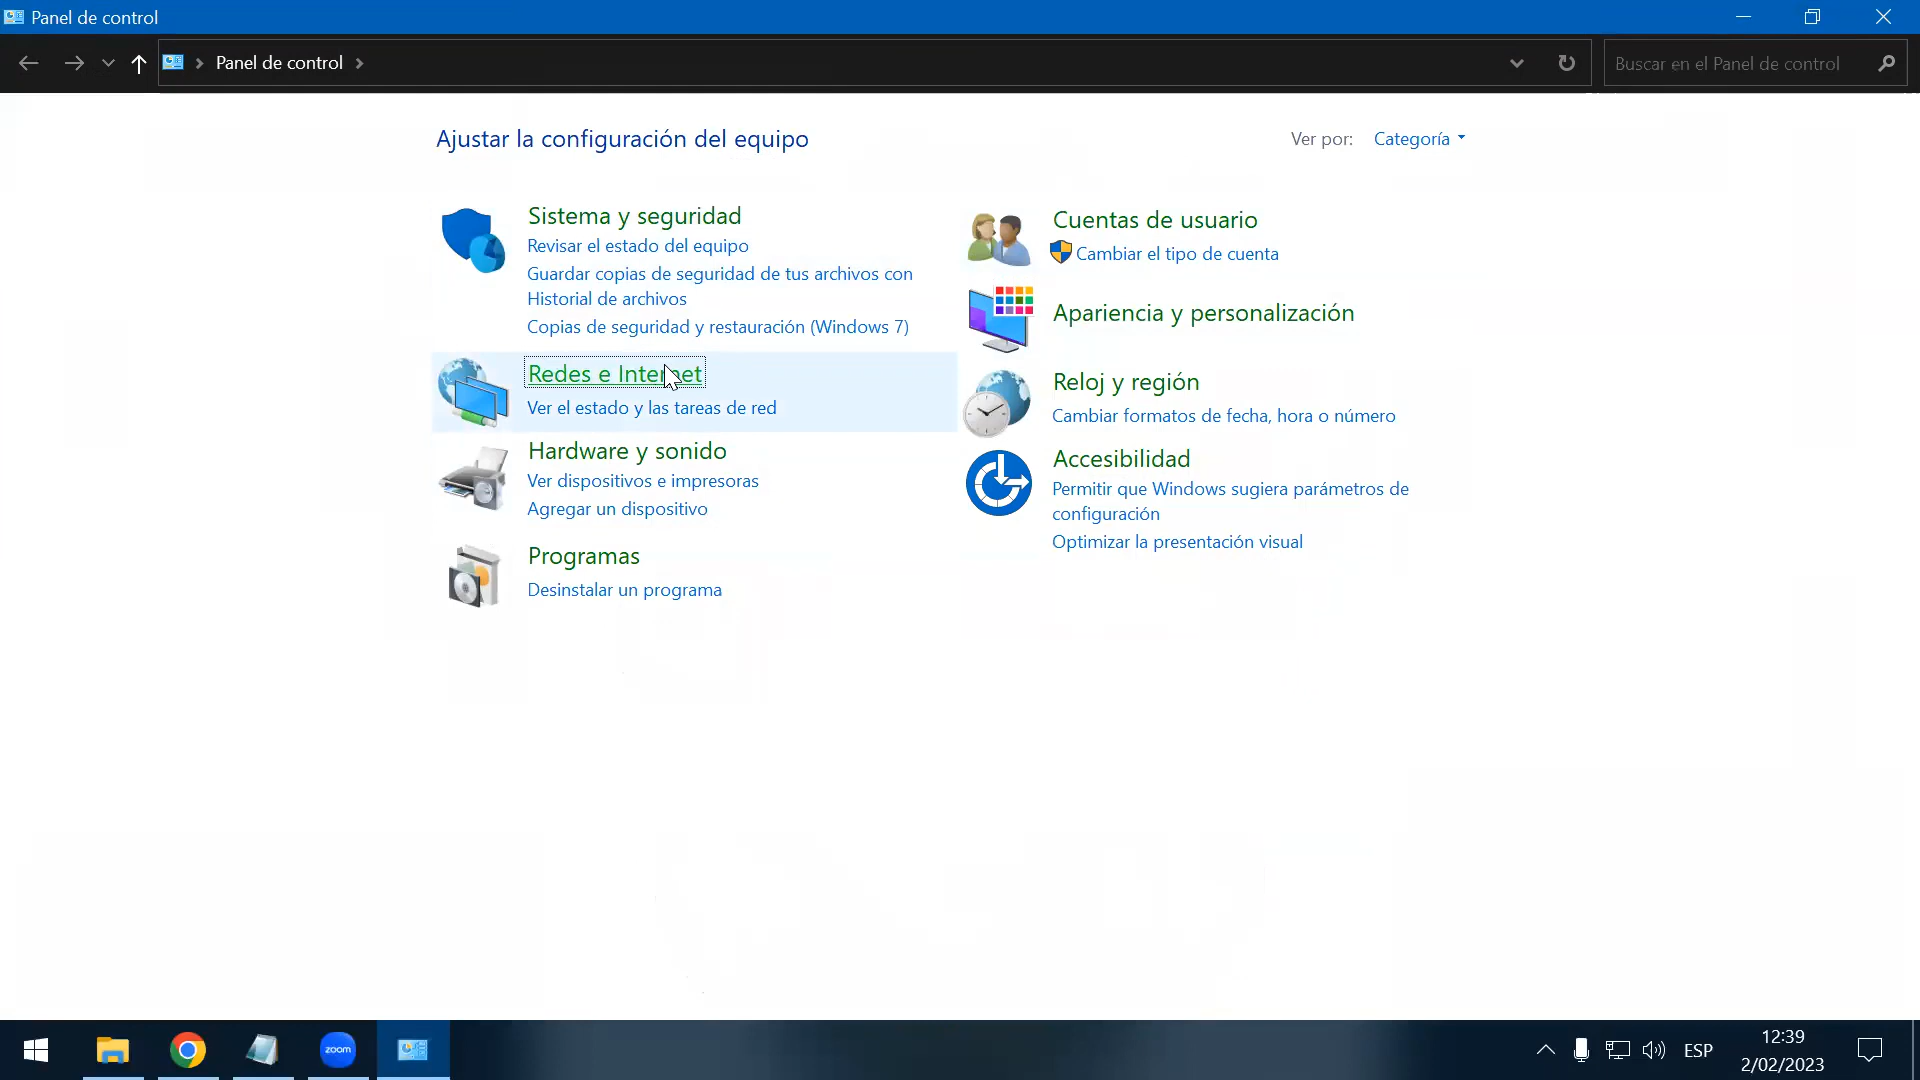 Panel de control
Panel de control
Buscar en el Panel de control
Ajustar la configuración del equipo
Ver por: Categoría
Sistema y seguridad
Revisar el estado del equipo
Guardar copias de seguridad de tus archivos con
Historial de archivos
Copias de seguridad y restauración (Windows 7)
Redes e Internet
Ver el estado y las tareas de red
Hardware y sonido
Ver dispositivos e impresoras
Agregar un dispositivo
Programas
Desinstalar un programa
Cuentas de usuario
Cambiar el tipo de cuenta
Apariencia y personalización
Reloj y región
Cambiar formatos de fecha, hora o número
Accesibilidad
Permitir que Windows sugiera parámetros de
configuración
Optimizar la presentación visual
zoom
ESP
12:39
2/02/2023